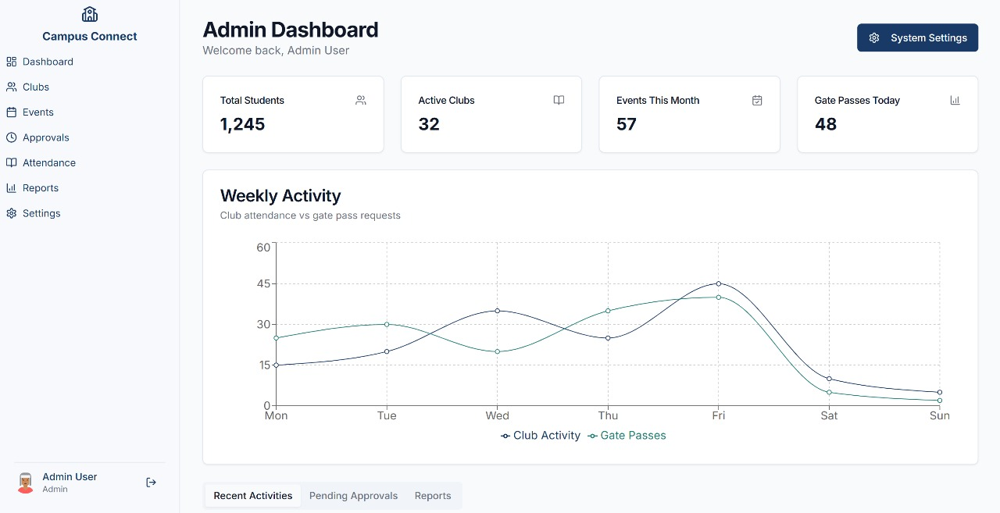 Campus Connect
Dashboard
Clubs
Events
Approvals
Attendance
Reports
Settings
Admin User
Admin
Admin Dashboard
Welcome back, Admin User
System Settings
Total Students
1,245
Active Clubs
32
Events This Month
57
Gate Passes Today
48
Weekly Activity
Club attendance vs gate pass requests
60
45
30
15
0
Mon Tue Wed Thu Fri Sat Sun
Club Activity Gate Passes
Recent Activities Pending Approvals Reports